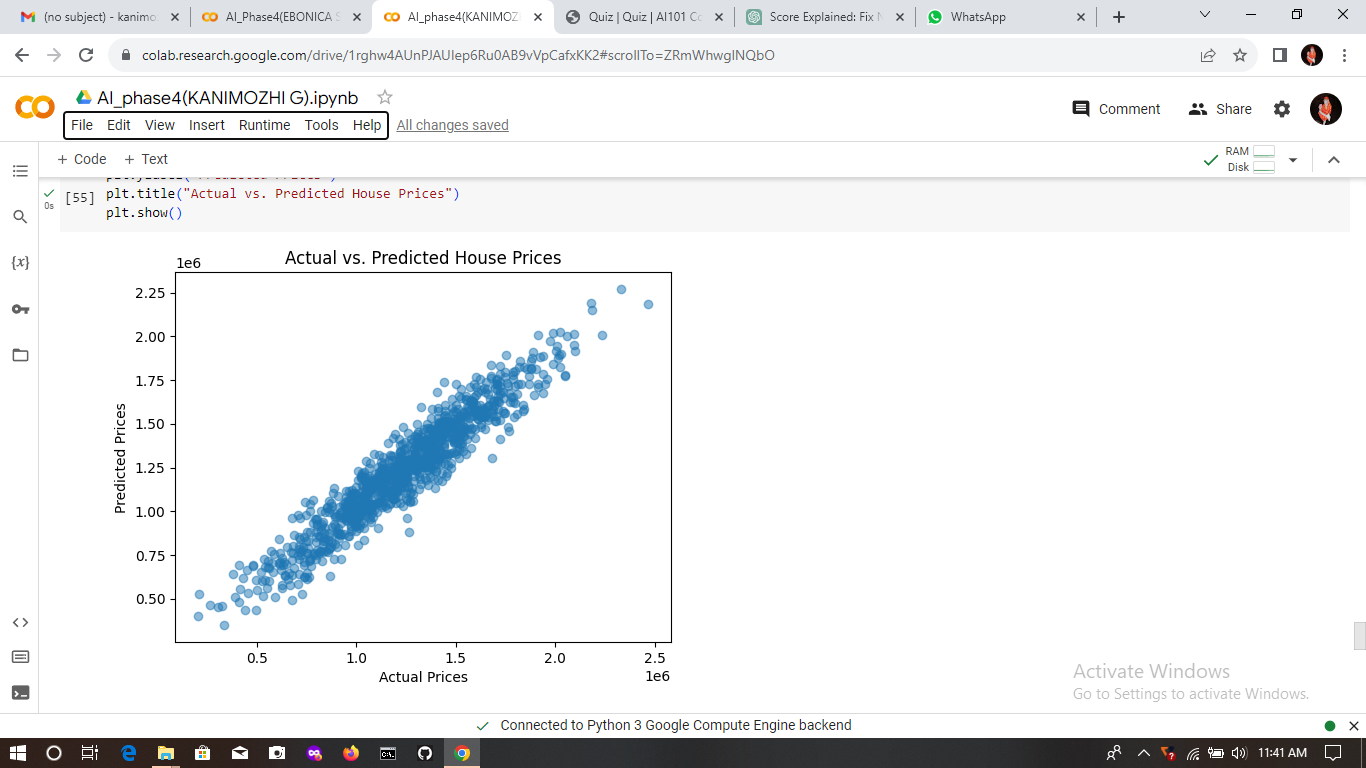 (no subject) - kanimo
AI_Phase4(EBONICA S
AI_phase4(KANIMOZ
Quiz | Quiz | AI101 Co
Score Explained: Fix N
WhatsApp
colab.research.google.com/drive/1rghw4AUnPJAUIep6Ru0AB9vVpCafxKK2#scrollTo=ZRmWhwglNQbO
CO
AI_phase4(KANIMOZHI G).ipynb
File Edit View Insert Runtime Tools Help All changes saved
Comment
Share
+ Code + Text
RAM
Disk
{x}
[55]
0s
plt.title("Actual vs. Predicted House Prices")
plt.show()
Actual vs. Predicted House Prices
1e6
2.25
2.00
1.75
1.50
1.25
1.00
0.75
0.50
Predicted Prices
0.5 1.0 1.5 2.0 2.5
Actual Prices
1e6
Activate Windows
Go to Settings to activate Windows.
Connected to Python 3 Google Compute Engine backend
11:41 AM